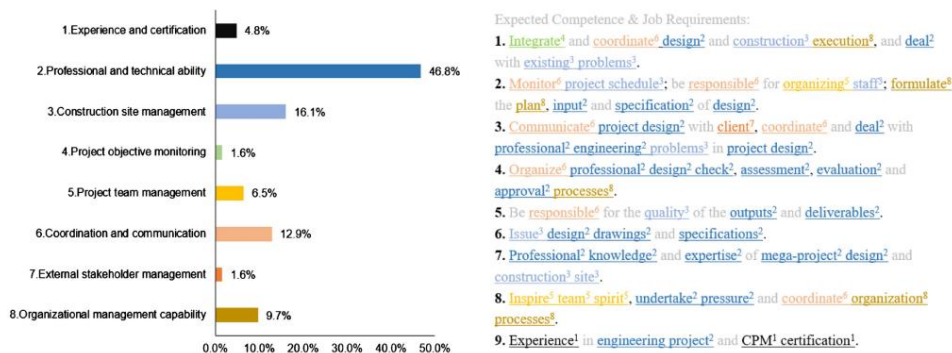 1.Experience and certification
4.8%
2.Professional and technical ability
46.8%
3.Construction site management
16.1%
4.Project objective monitoring
1.6%
5.Project team management
6.5%
6.Coordination and communication
12.9%
7.External stakeholder management
1.6%
8.Organizational management capability
9.7%
0.0% 10.0% 20.0% 30.0% 40.0% 50.0%
Expected Competence & Job Requirements:
1. Integrate⁴ and coordinate⁶ design² and construction³ execution⁸, and deal²
with existing³ problems³.
2. Monitor⁶ project schedule³; be responsible⁶ for organizing⁵ staff⁵; formulate⁸
the plan⁸, input² and specification² of design².
3. Communicate⁶ project design² with client⁷, coordinate⁶ and deal² with
professional² engineering² problems³ in project design².
4. Organize⁶ professional² design² check², assessment², evaluation² and
approval² processes⁸.
5. Be responsible⁶ for the quality³ of the outputs² and deliverables².
6. Issue³ design² drawings² and specifications².
7. Professional² knowledge² and expertise² of mega-project² design² and
construction³ site³.
8. Inspire⁵ team⁵ spirit⁵, undertake² pressure² and coordinate⁶ organization⁸
processes⁸.
9. Experience¹ in engineering project² and CPM¹ certification¹.